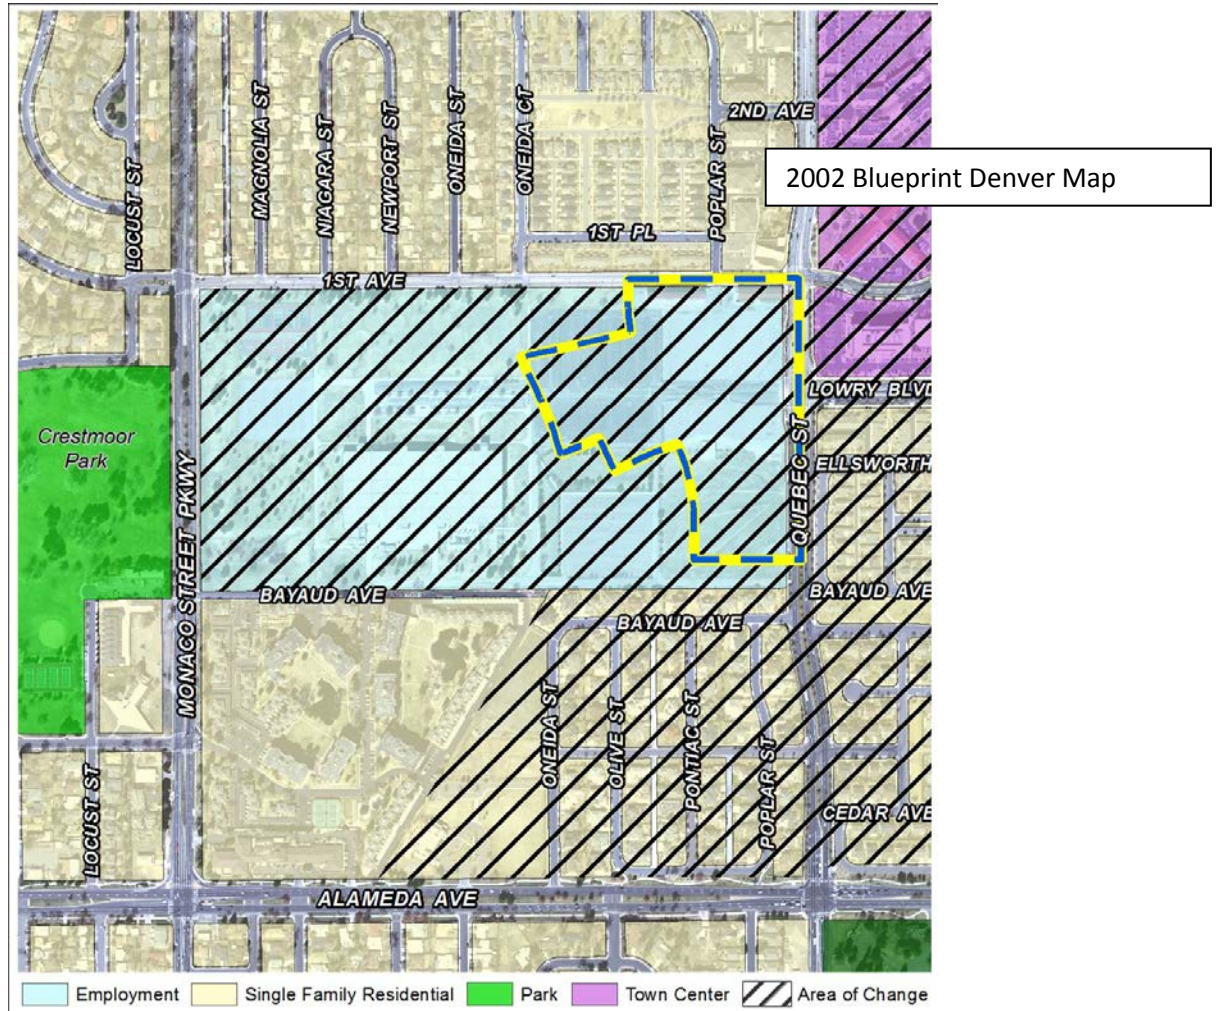 2ND AVE
2002 Blueprint Denver Map
MAGNOLIA ST
NIAGARA ST
NEWPORT ST
ONEIDA ST
ONEIDA CT
POPLAR ST
LOCUST ST
1ST PL
1ST AVE
LOWRY BLVD
Crestmoor
Park
ELLSWORTH
QUEBEC ST
MONACO STREET PKWY
BAYAUD AVE
BAYAUD AVE
BAYAUD AVE
ONEIDA ST
OLIVE ST
PONTIAC ST
POPLAR ST
LOCUST ST
CEDAR AVE
ALAMEDA AVE
Employment Single Family Residential Park Town Center Area of Change